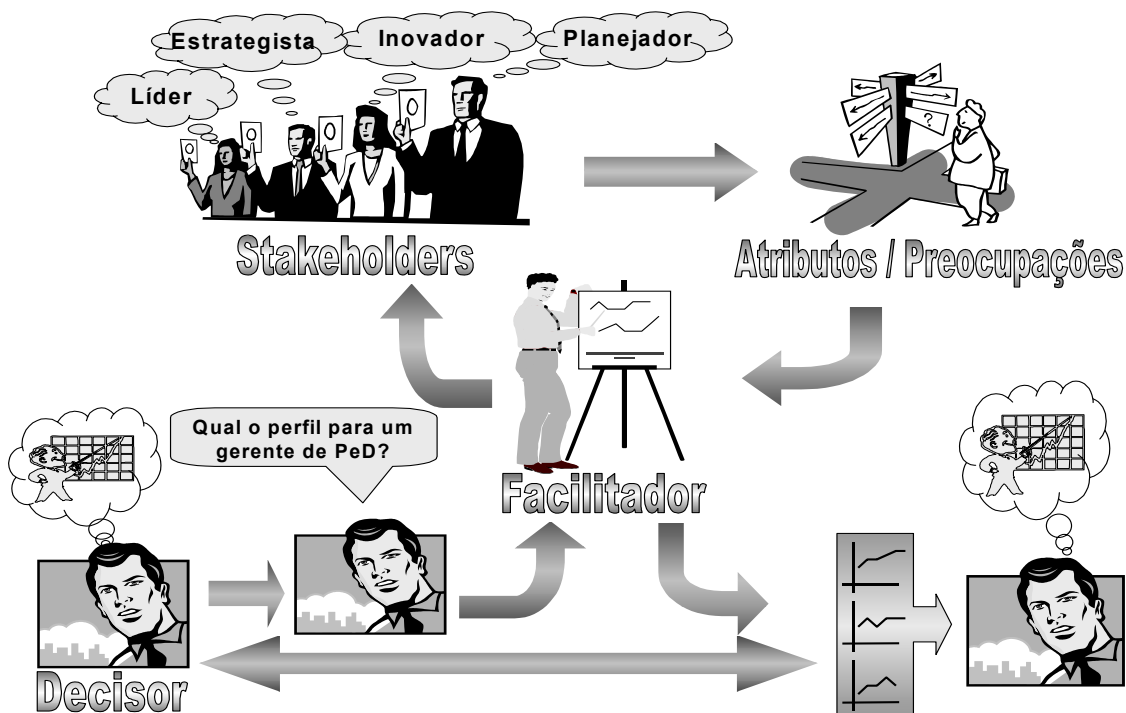 Estrategista
Inovador
Planejador
Líder
?
Stakeholders
Atributos / Preocupações
Qual o perfil para um
gerente de PeD?
Facilitador
Decisor